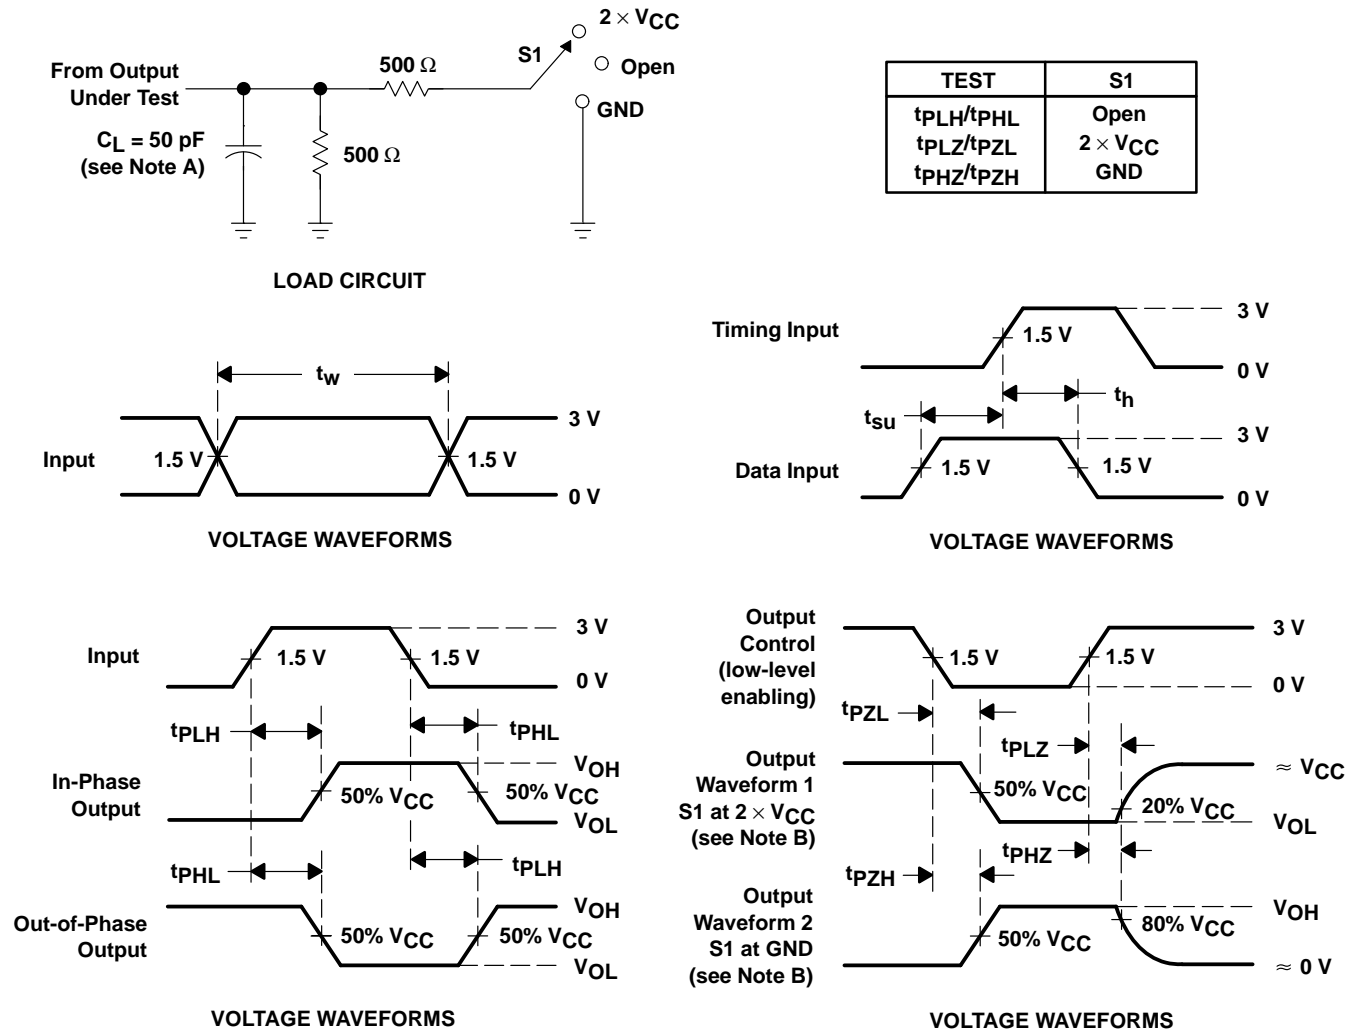 2 × VCC
S1
Open
GND
From Output
Under Test
500 Ω
CL = 50 pF
(see Note A)
500 Ω
LOAD CIRCUIT
TEST S1
tPLH/tPHL Open
tPLZ/tPZL 2 × VCC
tPHZ/tPZH GND
tw
Input
1.5 V
1.5 V
3 V
0 V
VOLTAGE WAVEFORMS
Timing Input
1.5 V
3 V
0 V
th
tsu
Data Input
1.5 V
1.5 V
3 V
0 V
VOLTAGE WAVEFORMS
Input
1.5 V
1.5 V
3 V
0 V
tPLH
tPHL
In-Phase
Output
50% VCC
50% VCC
VOH
VOL
tPHL
tPLH
Out-of-Phase
Output
50% VCC
50% VCC
VOH
VOL
VOLTAGE WAVEFORMS
Output
Control
(low-level
enabling)
1.5 V
1.5 V
3 V
0 V
tPZL
tPLZ
Output
Waveform 1
S1 at 2 × VCC
(see Note B)
50% VCC
20% VCC
≈ VCC
VOL
tPZH
tPHZ
Output
Waveform 2
S1 at GND
(see Note B)
50% VCC
80% VCC
VOH
≈ 0 V
VOLTAGE WAVEFORMS